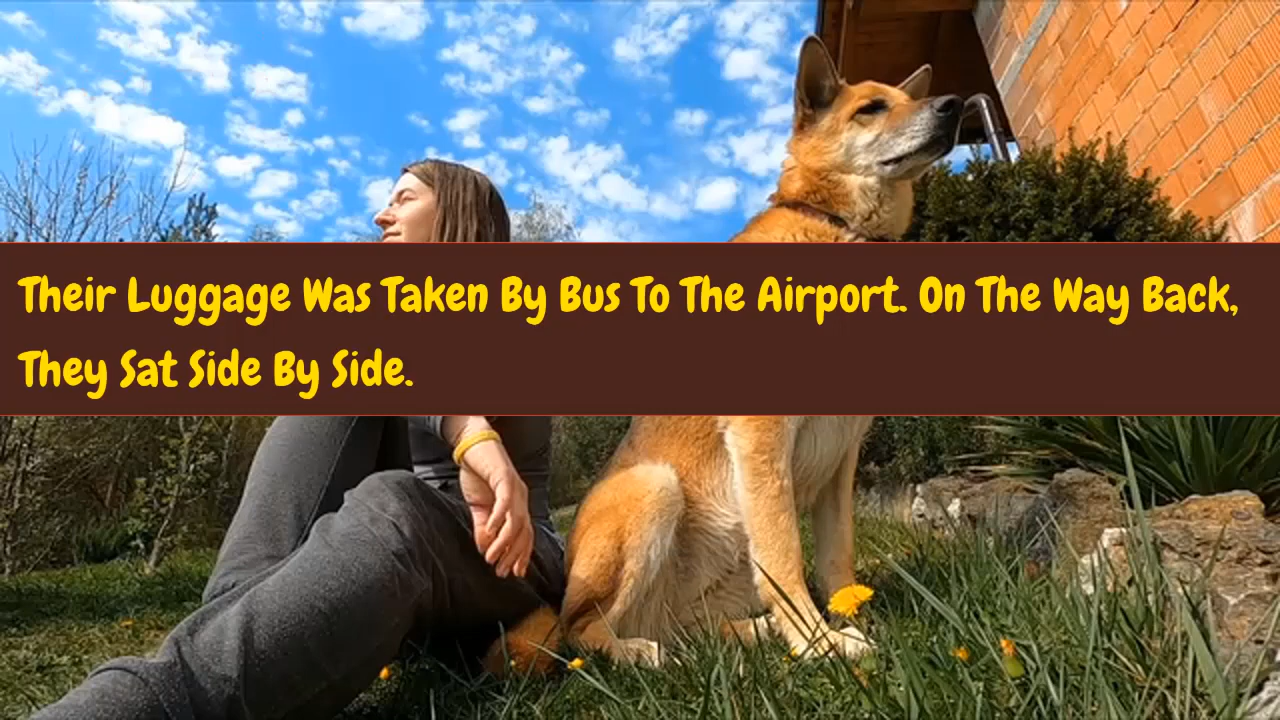 Their Luggage Was Taken By Bus To The Airport. On The Way Back,
They Sat Side By Side.